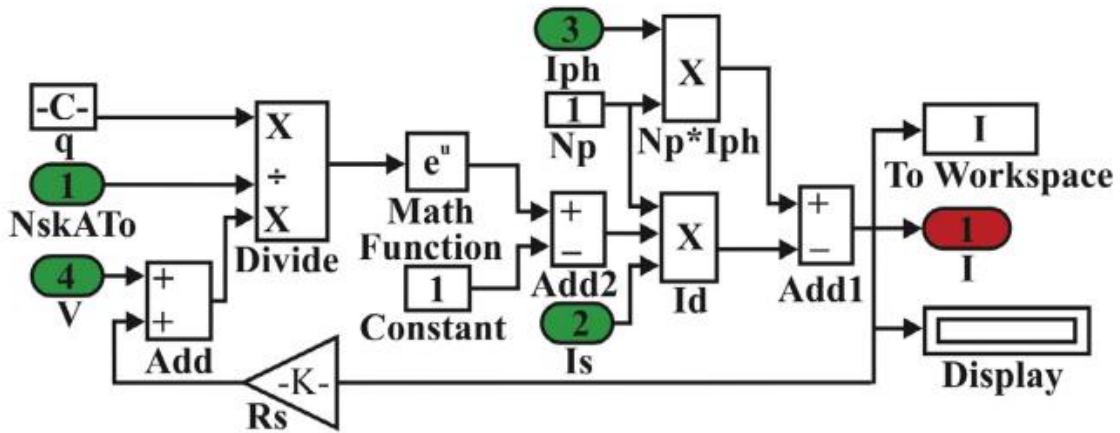 3
Iph
X
-C-
q
X
÷
X
Divide
1
Np
Np*Iph
I
To Workspace
1
NskATo
e^u
Math
Function
+
−
Add2
X
Id
+
−
Add1
1
I
4
V
+
+
Add
1
Constant
2
Is
-K-
Rs
Display